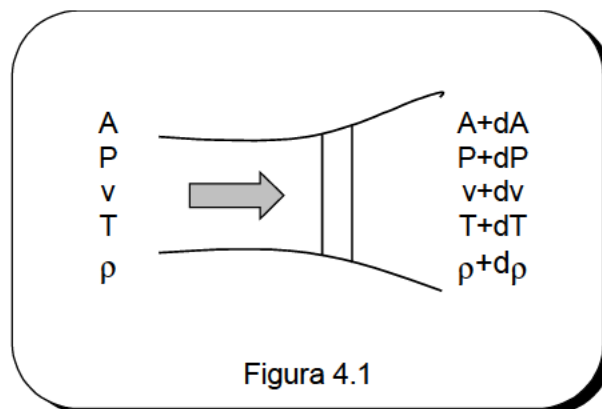 A
P
v
T
ρ
A+dA
P+dP
v+dv
T+dT
ρ+dρ
Figura 4.1